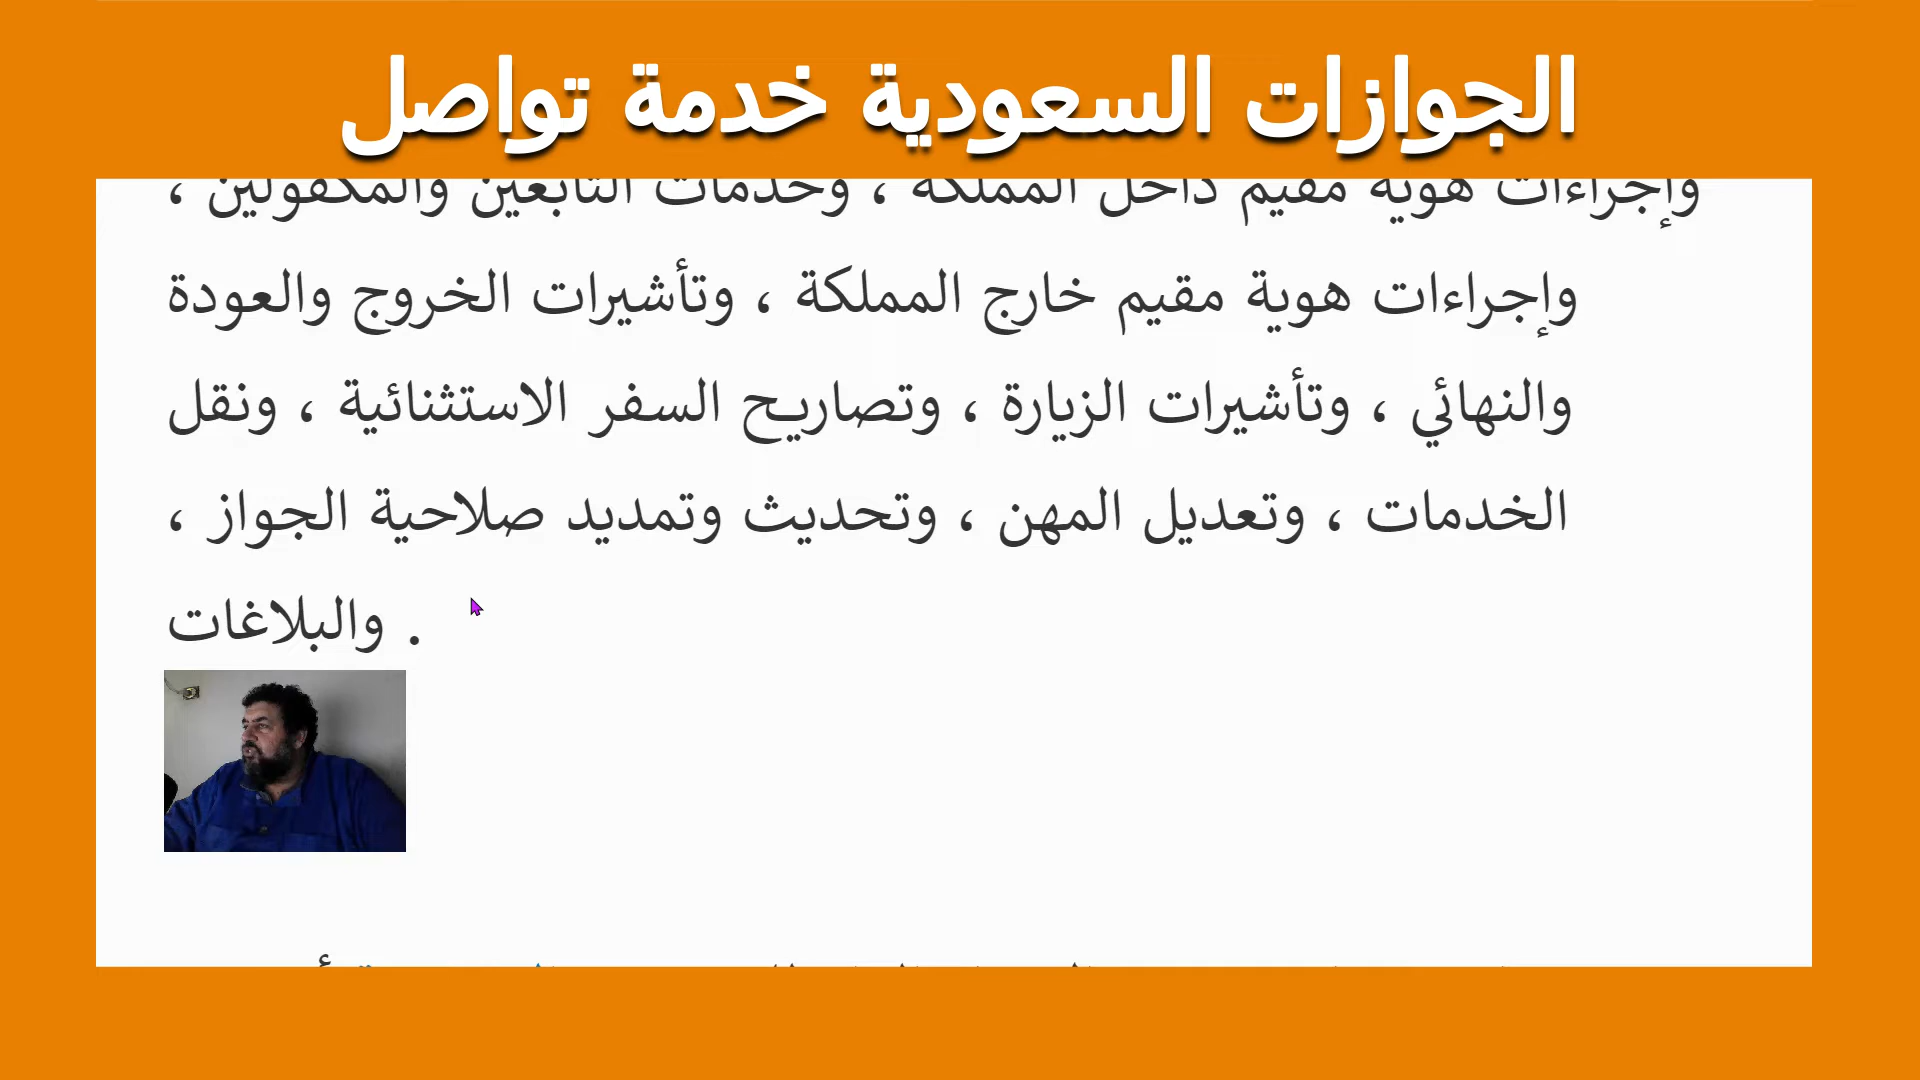 الجوازات السعودية خدمة تواصل
وإجراءات هوية مقيم داخل المملكة ، وخدمات التابعين والمكفولين ،
وإجراءات هوية مقيم خارج المملكة ، وتأشيرات الخروج والعودة
والنهائي ، وتأشيرات الزيارة ، وتصاريح السفر الاستثنائية ، ونقل
الخدمات ، وتعديل المهن ، وتحديث وتمديد صلاحية الجواز ،
. والبلاغات